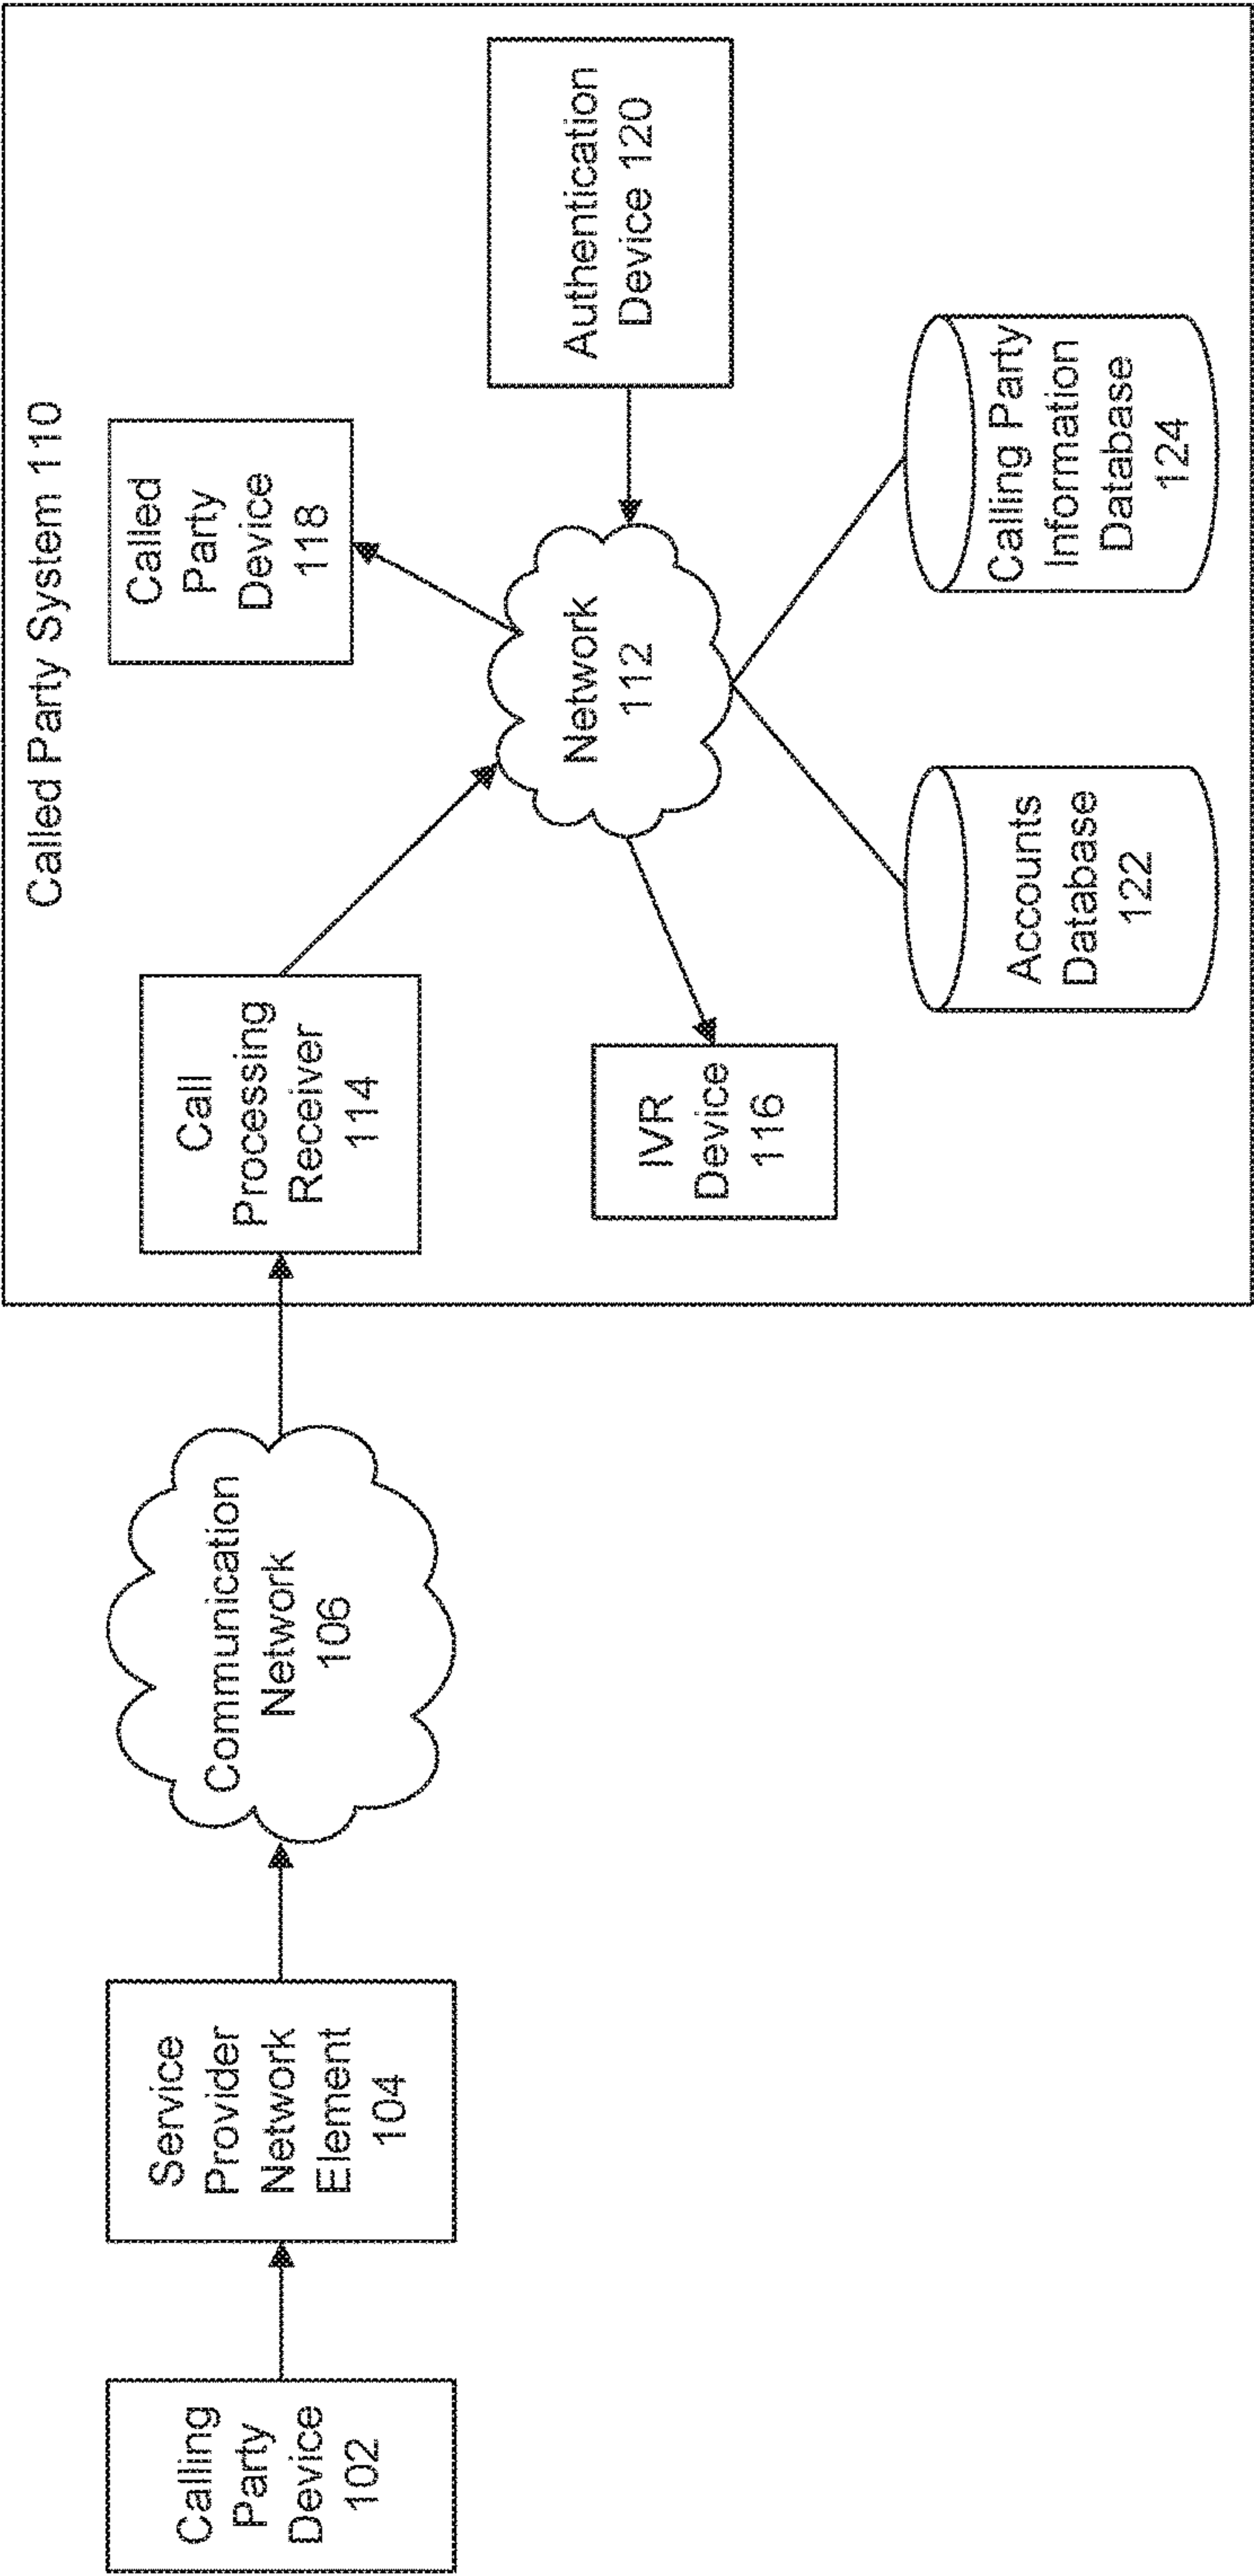 Calling
Party
Device
102
Service
Provider
Network
Element
104
Communication
Network
106
Called Party System 110
Call
Processing
Receiver
114
Called
Party
Device
118
IVR
Device
116
Network
112
Authentication
Device 120
Accounts
Database
122
Calling Party
Information
Database
124